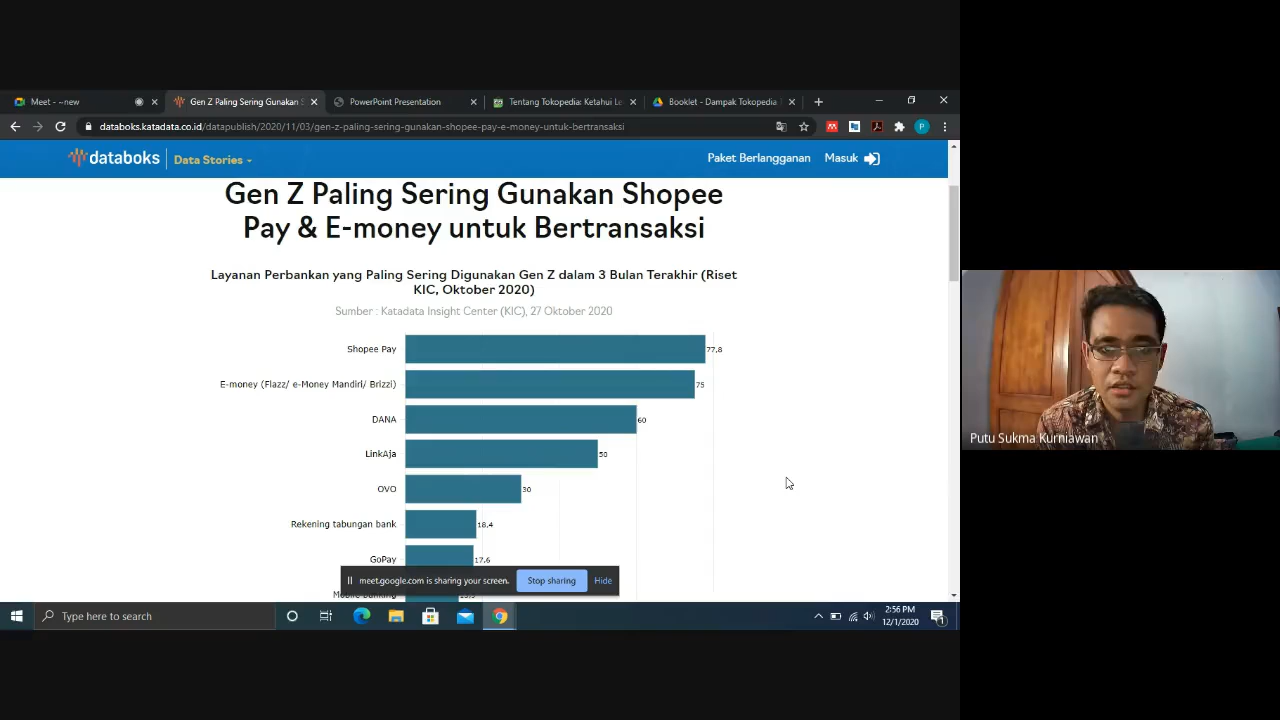 Meet - ~new
Gen Z Paling Sering Gunakan S
PowerPoint Presentation
Tentang Tokopedia: Ketahui Le
Booklet - Dampak Tokopedia
databoks.katadata.co.id/datapublish/2020/11/03/gen-z-paling-sering-gunakan-shopee-pay-e-money-untuk-bertransaksi
P
databoks
Data Stories
Paket Berlangganan
Masuk
Gen Z Paling Sering Gunakan Shopee
Pay & E-money untuk Bertransaksi
Layanan Perbankan yang Paling Sering Digunakan Gen Z dalam 3 Bulan Terakhir (Riset
KIC, Oktober 2020)
Sumber : Katadata Insight Center (KIC), 27 Oktober 2020
Shopee Pay 77,8
E-money (Flazz/ e-Money Mandiri/ Brizzi) 75
DANA 60
LinkAja 50
OVO 30
Rekening tabungan bank 18,4
GoPay 17,6
meet.google.com is sharing your screen. Stop sharing Hide
Putu Sukma Kurniawan
Type here to search
2:56 PM
12/1/2020
1